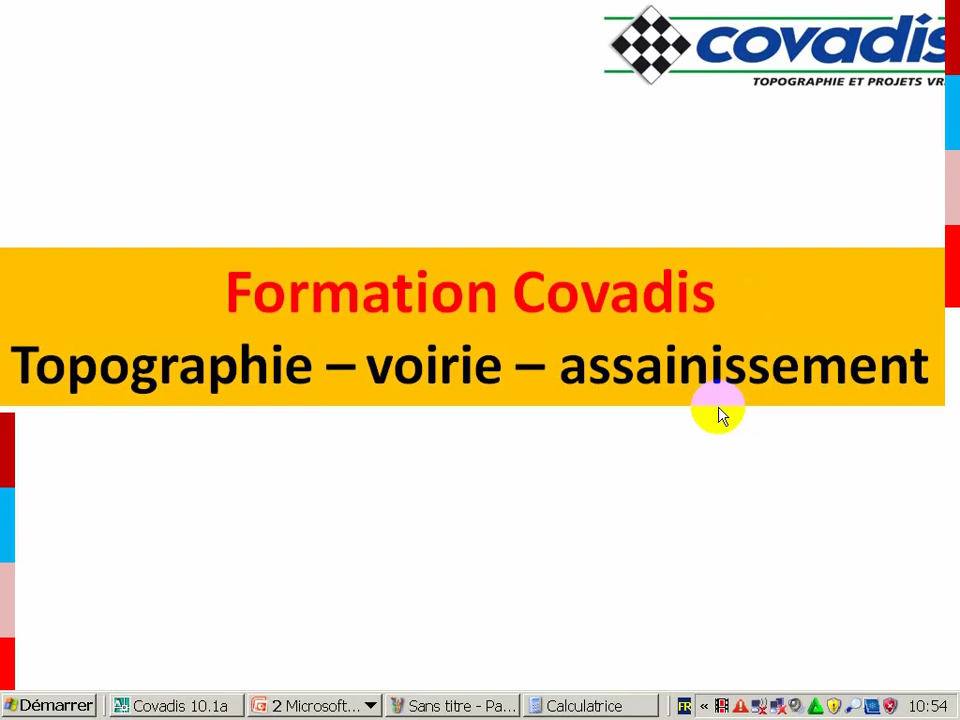 covadis
TOPOGRAPHIE ET PROJETS VR
Formation Covadis
Topographie – voirie – assainissement
Démarrer
Covadis 10.1a
2 Microsoft...
Sans titre - Pa...
Calculatrice
FR
«
10:54